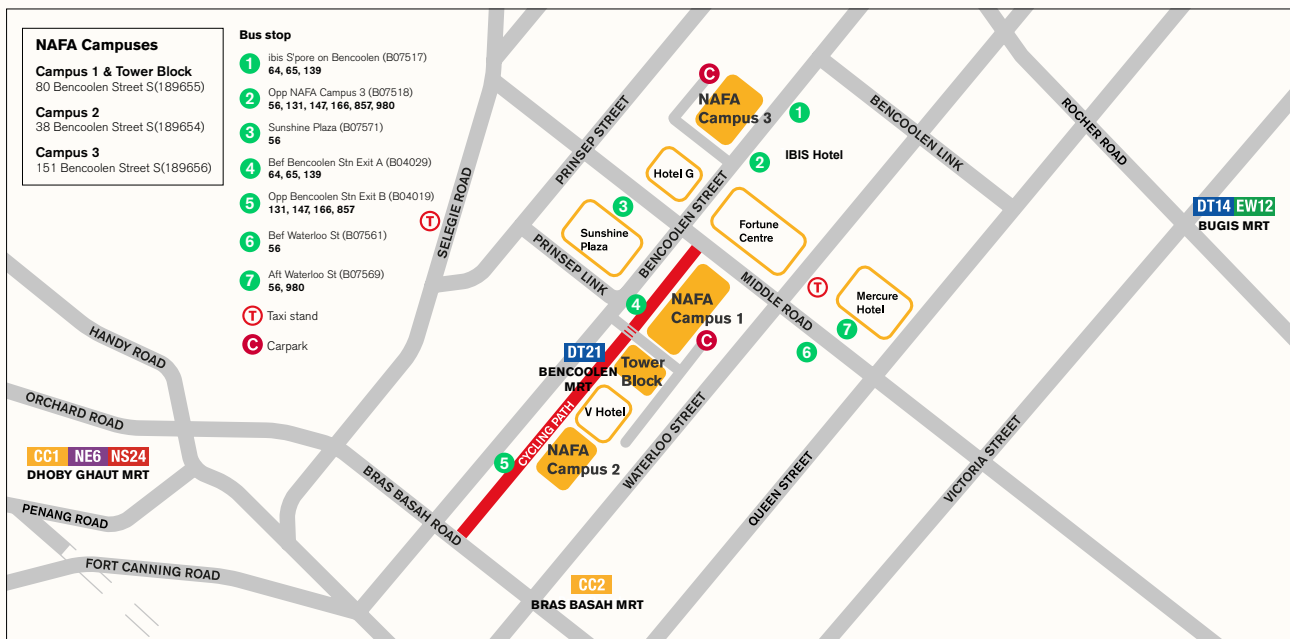 NAFA Campuses
Campus 1 & Tower Block
80 Bencoolen Street S(189655)
Campus 2
38 Bencoolen Street S(189654)
Campus 3
151 Bencoolen Street S(189656)
Bus stop
1 ibis S'pore on Bencoolen (B07517)
64, 65, 139
2 Opp NAFA Campus 3 (B07518)
56, 131, 147, 166, 857, 980
3 Sunshine Plaza (B07571)
56
4 Bef Bencoolen Stn Exit A (B04029)
64, 65, 139
5 Opp Bencoolen Stn Exit B (B04019)
131, 147, 166, 857
6 Bef Waterloo St (B07561)
56
7 Aft Waterloo St (B07569)
56, 980
T Taxi stand
C Carpark
C
NAFA
Campus 3
1
2
IBIS Hotel
BENCOOLEN LINK
ROCHER ROAD
PRINSEP STREET
SELEGIE ROAD
T
Hotel G
3
Sunshine
Plaza
PRINSEP LINK
BENCOOLEN STREET
Fortune
Centre
DT14 EW12
BUGIS MRT
MIDDLE ROAD
T
Mercure
Hotel
7
6
4
NAFA
Campus 1
C
DT21
BENCOOLEN
MRT
Tower
Block
V Hotel
CYCLING PATH
5
NAFA
Campus 2
WATERLOO STREET
QUEEN STREET
VICTORIA STREET
HANDY ROAD
ORCHARD ROAD
CC1 NE6 NS24
DHOBY GHAUT MRT
BRAS BASAH ROAD
PENANG ROAD
FORT CANNING ROAD
CC2
BRAS BASAH MRT